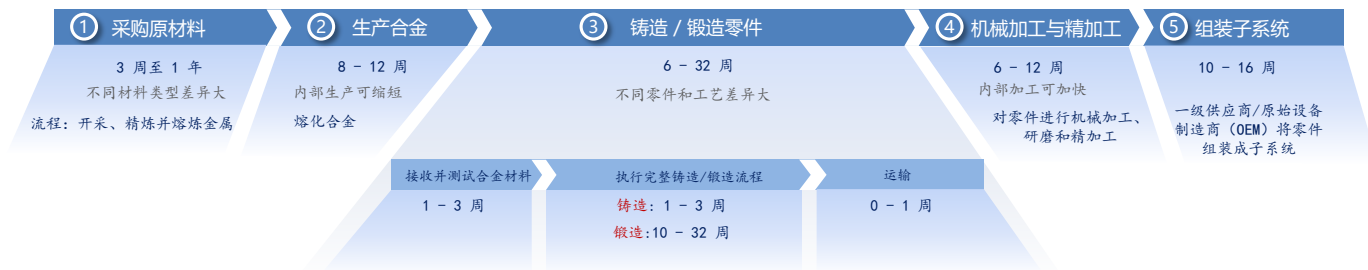 ① 采购原材料
3 周至 1 年
不同材料类型差异大
流程：开采、精炼并熔炼金属
② 生产合金
8 - 12 周
内部生产可缩短
熔化合金
③ 铸造 / 锻造零件
6 - 32 周
不同零件和工艺差异大
④ 机械加工与精加工
6 - 12 周
内部加工可加快
对零件进行机械加工、
研磨和精加工
⑤ 组装子系统
10 - 16 周
一级供应商/原始设备
制造商（OEM）将零件
组装成子系统
接收并测试合金材料
1 - 3 周
执行完整铸造/锻造流程
铸造：1 - 3 周
锻造:10 - 32 周
运输
0 - 1 周